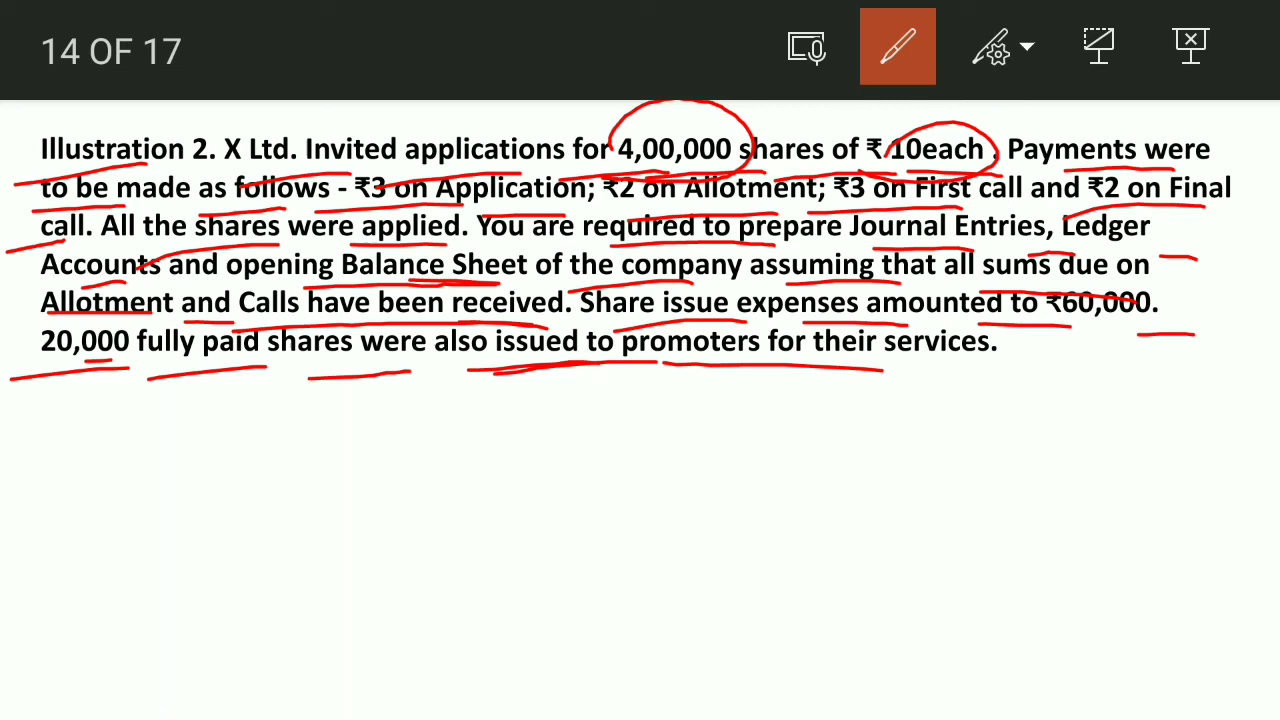 14 OF 17
Illustration 2. X Ltd. Invited applications for 4,00,000 shares of ₹ 10each . Payments were
to be made as follows - ₹3 on Application; ₹2 on Allotment; ₹3 on First call and ₹2 on Final
call. All the shares were applied. You are required to prepare Journal Entries, Ledger
Accounts and opening Balance Sheet of the company assuming that all sums due on
Allotment and Calls have been received. Share issue expenses amounted to ₹60,000.
20,000 fully paid shares were also issued to promoters for their services.